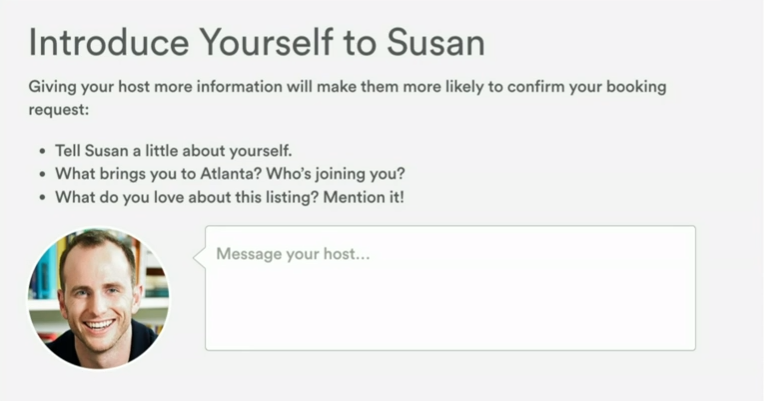 Introduce Yourself to Susan
Giving your host more information will make them more likely to confirm your booking
request:
• Tell Susan a little about yourself.
• What brings you to Atlanta? Who's joining you?
• What do you love about this listing? Mention it!
Message your host...